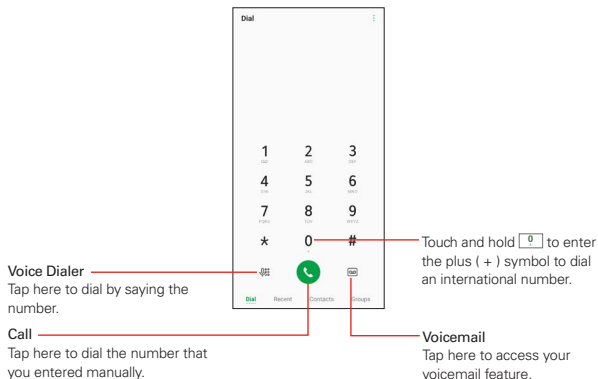 Dial
1 2 3
ABC DEF
4 5 6
GHI JKL MNO
7 8 9
PQRS TUV WXYZ
* 0 #
Dial Recent Contacts Groups
Touch and hold 0 to enter
the plus ( + ) symbol to dial
an international number.
Voice Dialer
Tap here to dial by saying the
number.
Call
Tap here to dial the number that
you entered manually.
Voicemail
Tap here to access your
voicemail feature.